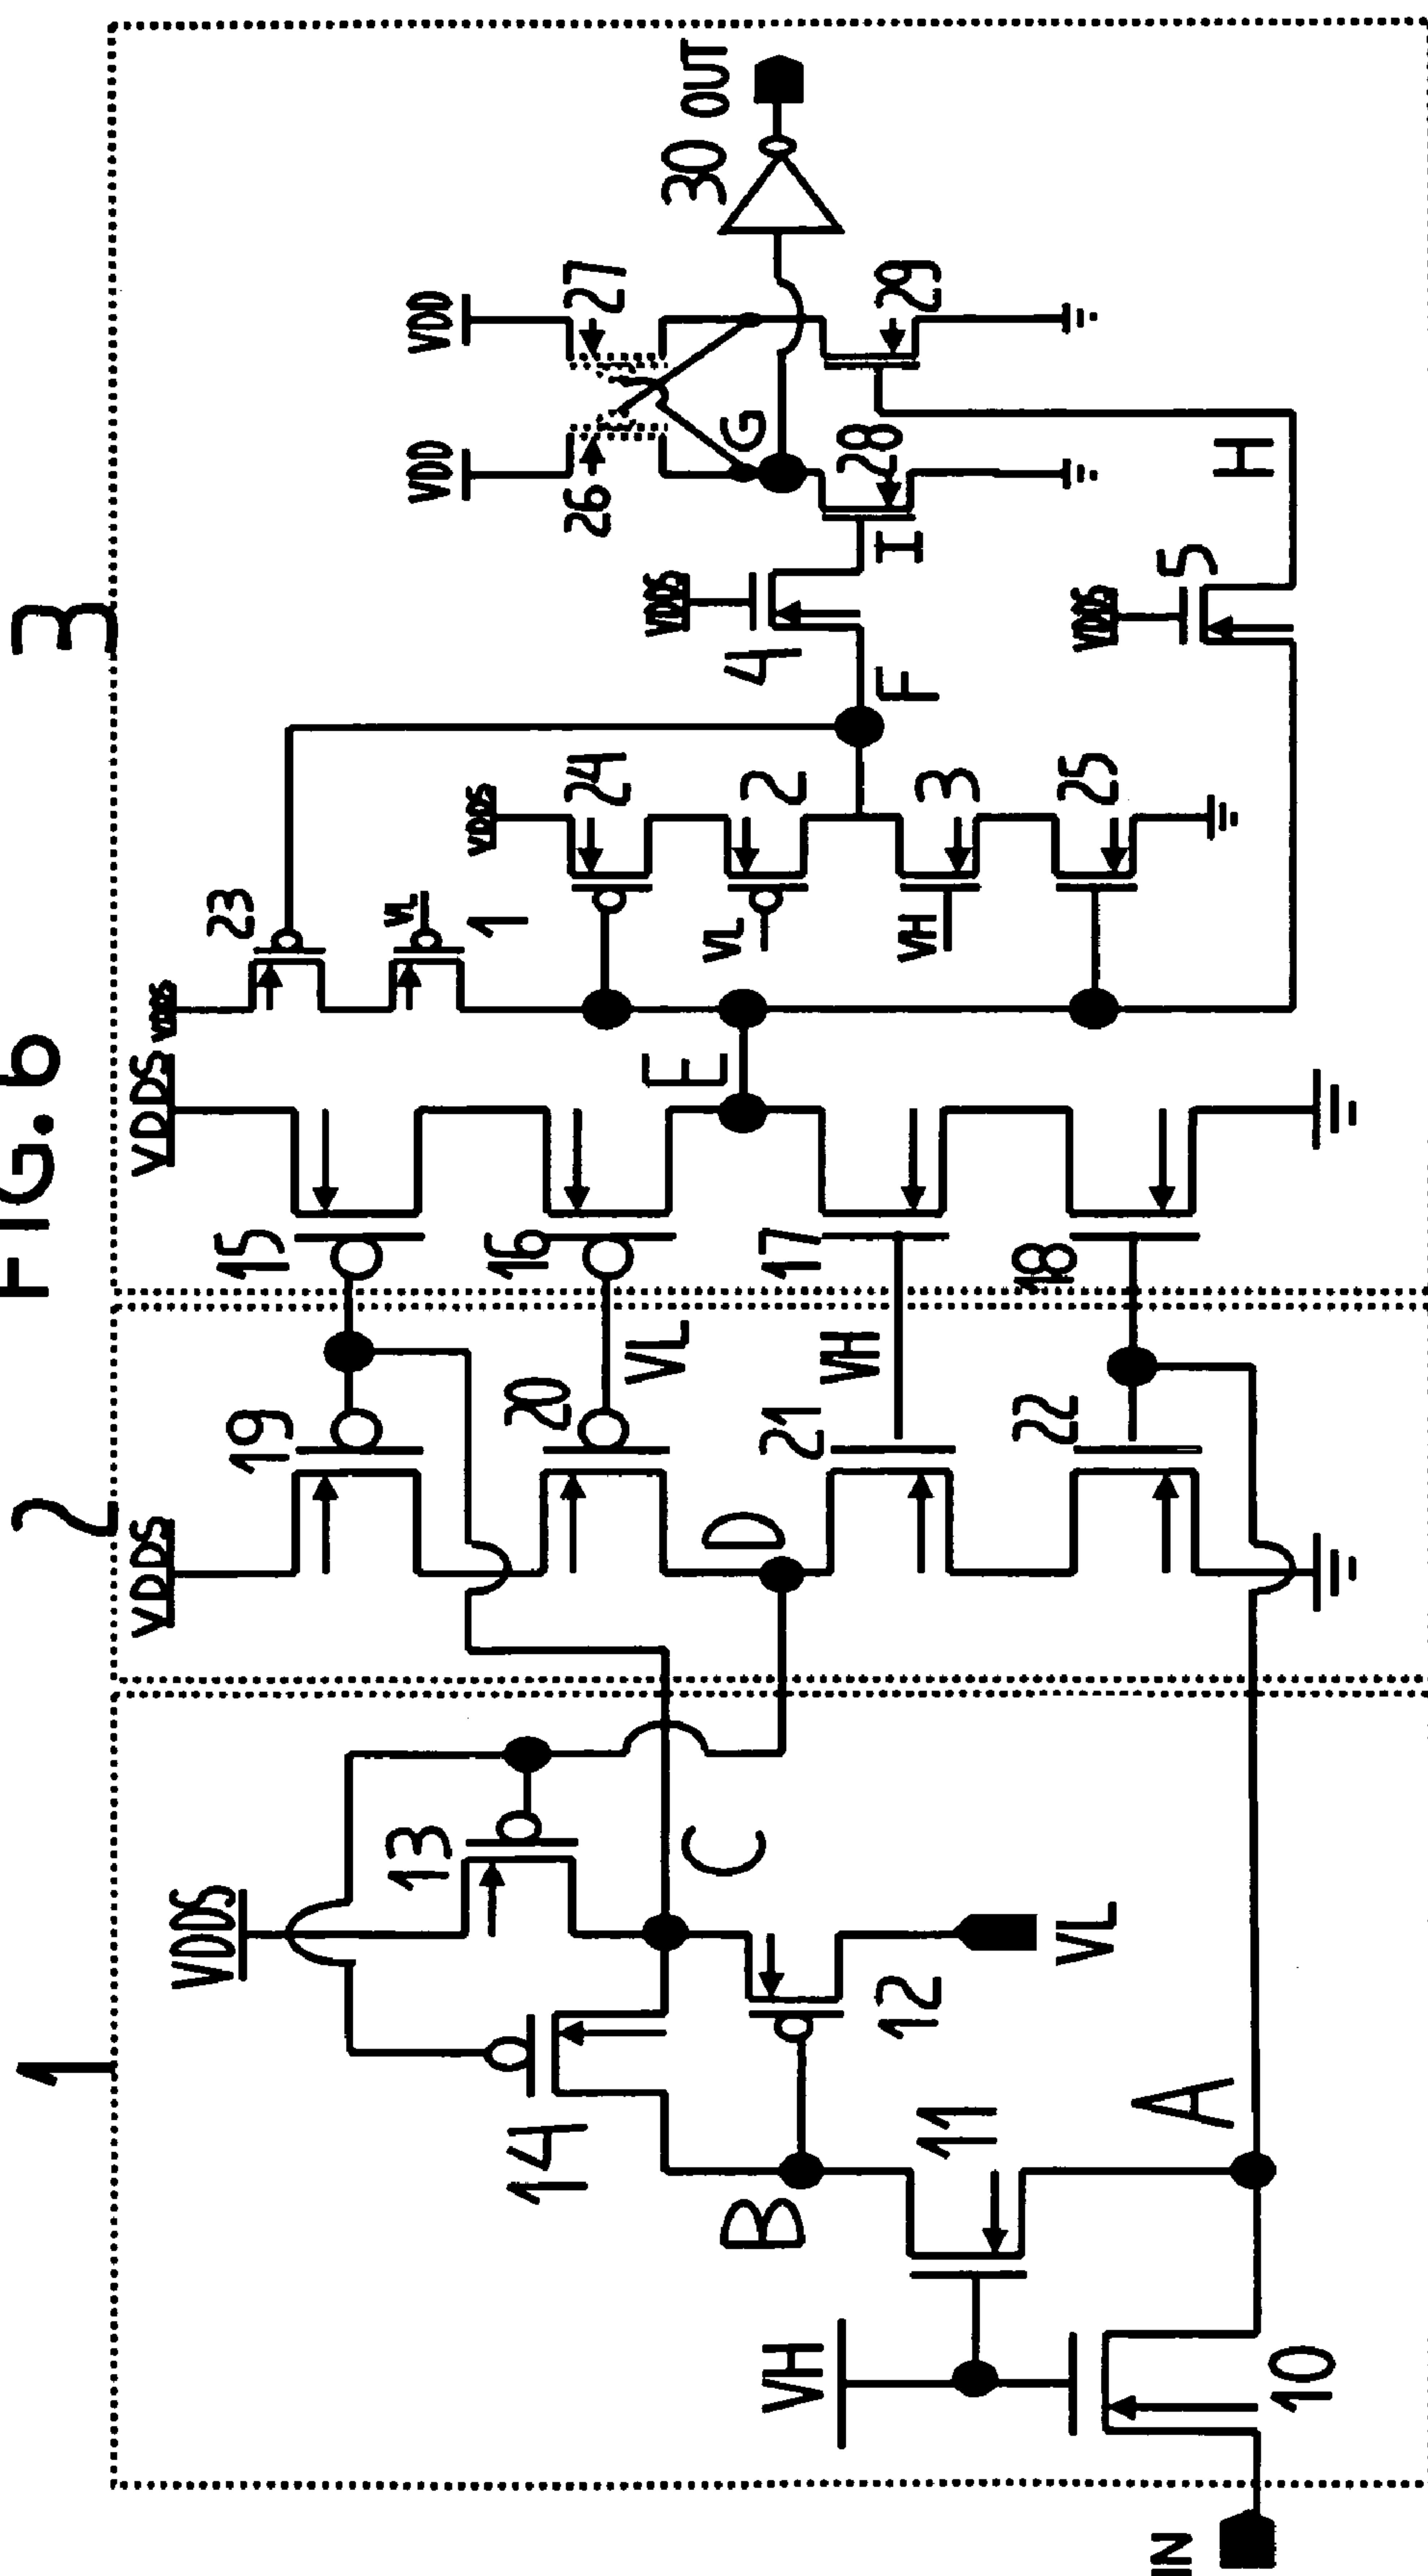 FIG. 6
1
2
3
IN
VH
10
11
A
B
14
VDDS
13
C
12
VL
VDDS
19
20
D
21
22
VL
VH
VDDS
15
16
E
17
18
VDDS
23
VL
1
VDDS
24
VL
2
VH
3
25
F
VDDS
4
I
VDDS
5
H
VDD
26
G
28
VDD
27
29
30
OUT